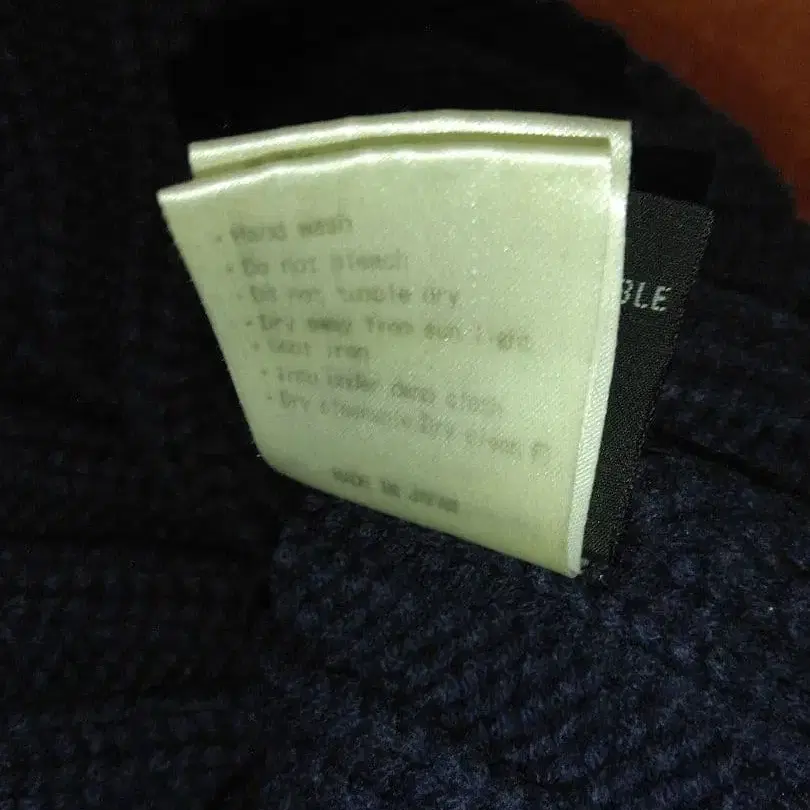 · Hand wash
· Do not bleach
· Do not tumble dry
· Dry away from sun light
· iron
· Iron under damp cloth
· Dry cleanable Dry clean
MADE IN JAPAN
BLE